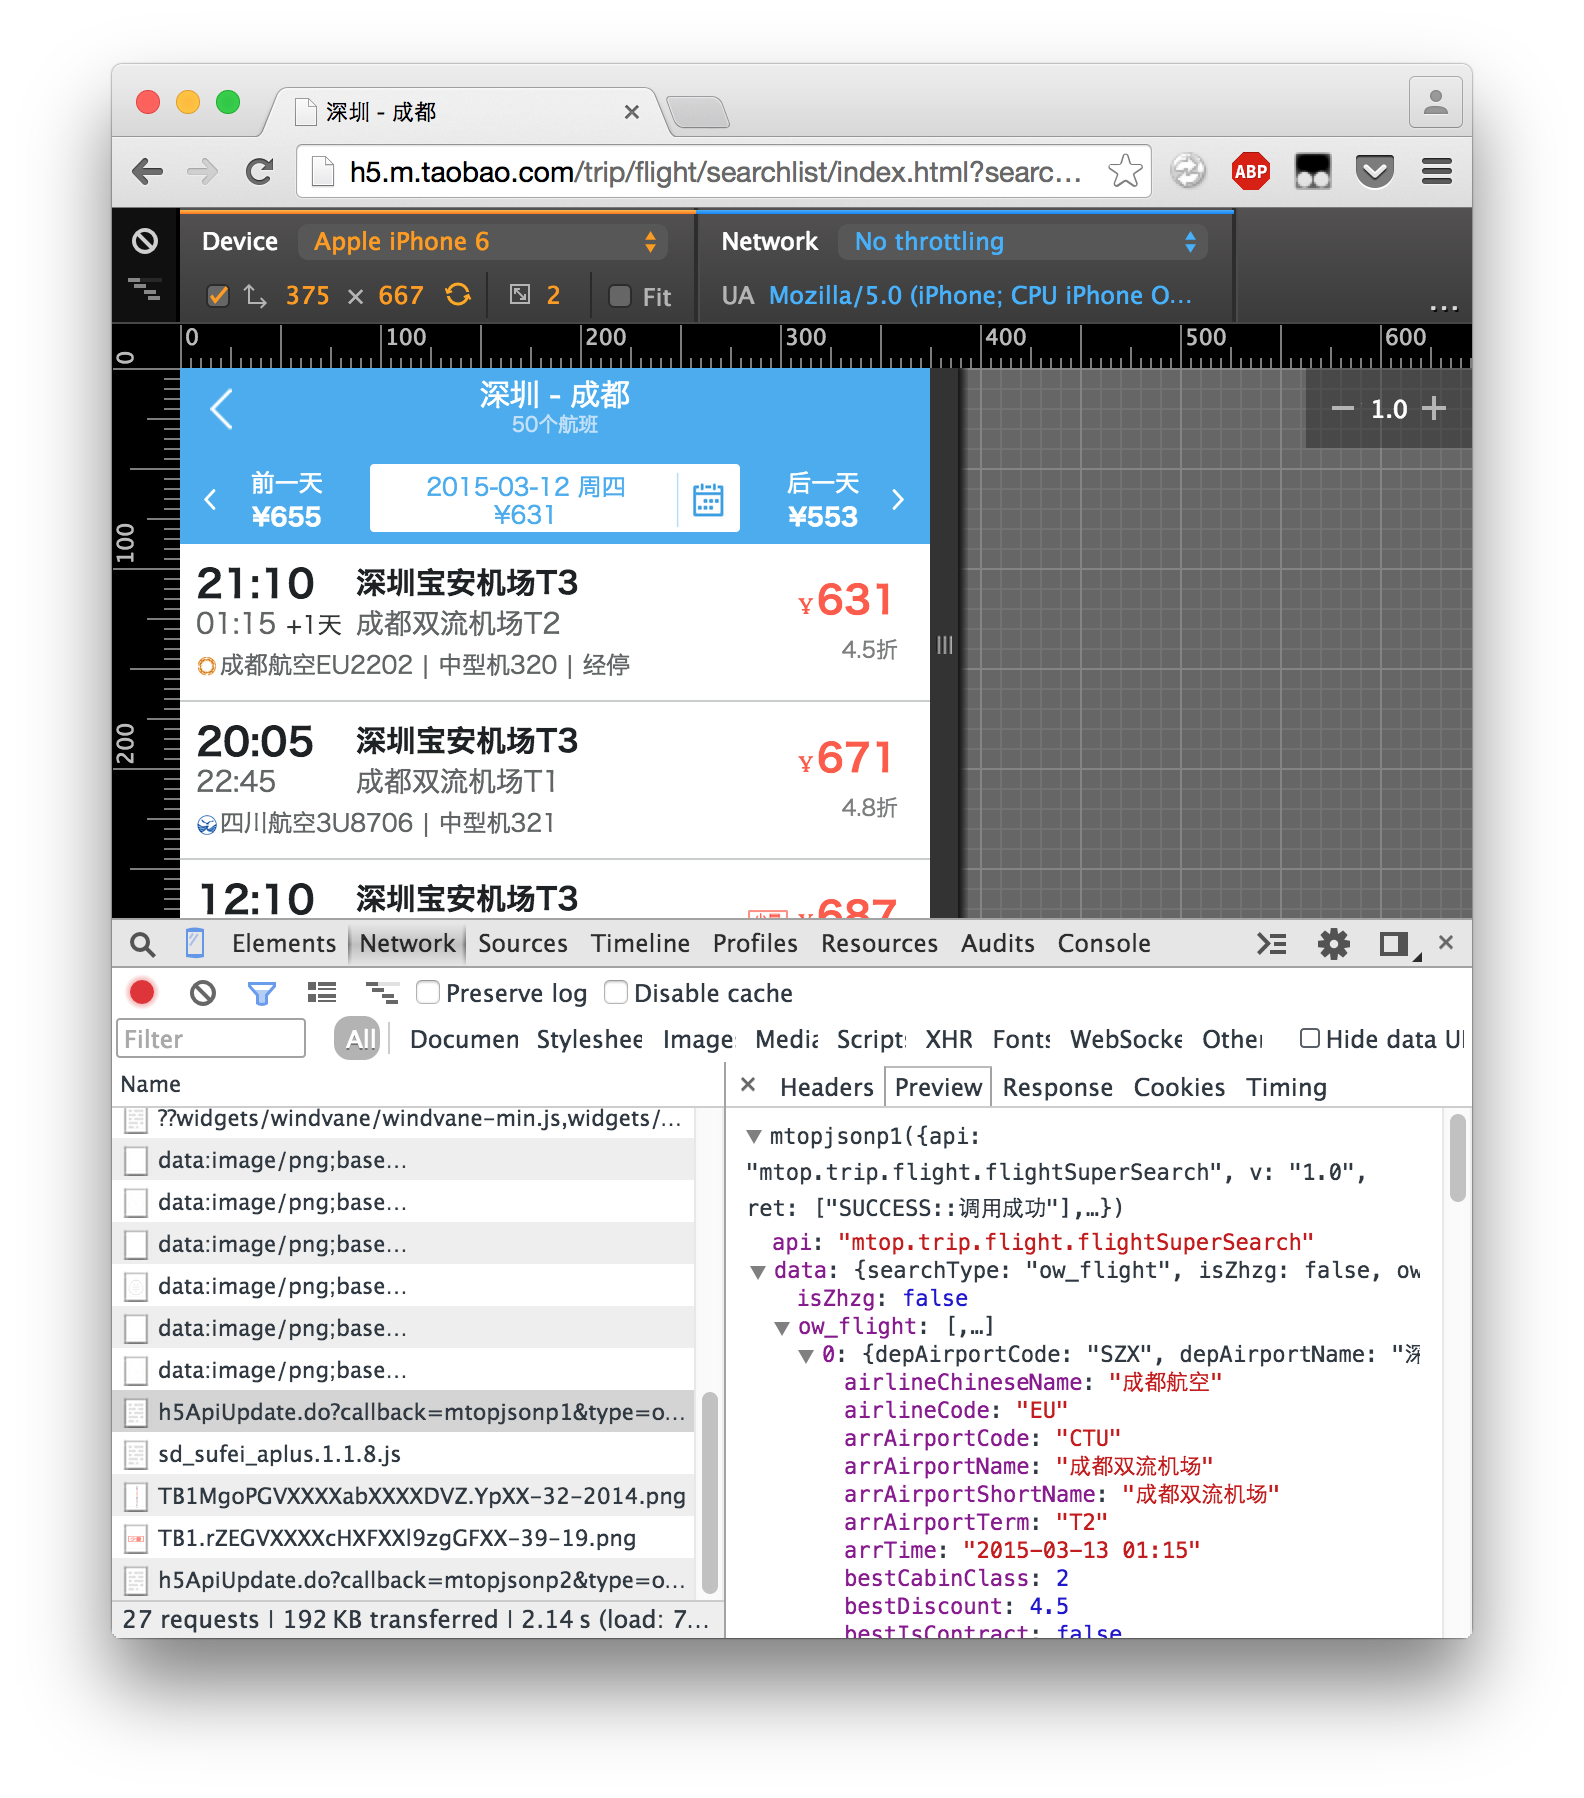 深圳 - 成都
h5.m.taobao.com/trip/flight/searchlist/index.html?searc...
ABP
Device Apple iPhone 6
Network No throttling
375 × 667 2 Fit
UA Mozilla/5.0 (iPhone; CPU iPhone O...
...
0 100 200 300 400 500 600
0
100
200
1.0
深圳 - 成都
50个航班
前一天
¥655
2015-03-12 周四
¥631
后一天
¥553
21:10 深圳宝安机场T3
¥631
01:15 +1天 成都双流机场T2
4.5折
成都航空EU2202 | 中型机320 | 经停
20:05 深圳宝安机场T3
¥671
22:45 成都双流机场T1
4.8折
四川航空3U8706 | 中型机321
12:10 深圳宝安机场T3
¥687
Elements Network Sources Timeline Profiles Resources Audits Console
Preserve log Disable cache
Filter All Documen Styleshee Image Media Script XHR Fonts WebSocke Other Hide data U
Name
??widgets/windvane/windvane-min.js,widgets/...
data:image/png;base...
data:image/png;base...
data:image/png;base...
data:image/png;base...
data:image/png;base...
data:image/png;base...
h5ApiUpdate.do?callback=mtopjsonp1&type=o...
sd_sufei_aplus.1.1.8.js
TB1MgoPGVXXXXabXXXXDVZ.YpXX-32-2014.png
TB1.rZEGVXXXXcHXFXXl9zgGFXX-39-19.png
h5ApiUpdate.do?callback=mtopjsonp2&type=o...
27 requests | 192 KB transferred | 2.14 s (load: 7...
× Headers Preview Response Cookies Timing
mtopjsonp1({api:
"mtop.trip.flight.flightSuperSearch", v: "1.0",
ret: ["SUCCESS::调用成功"],…})
api: "mtop.trip.flight.flightSuperSearch"
data: {searchType: "ow_flight", isZhzg: false, ow
isZhzg: false
ow_flight: [,…]
0: {depAirportCode: "SZX", depAirportName: "深
airlineChineseName: "成都航空"
airlineCode: "EU"
arrAirportCode: "CTU"
arrAirportName: "成都双流机场"
arrAirportShortName: "成都双流机场"
arrAirportTerm: "T2"
arrTime: "2015-03-13 01:15"
bestCabinClass: 2
bestDiscount: 4.5
bestIsContract: false